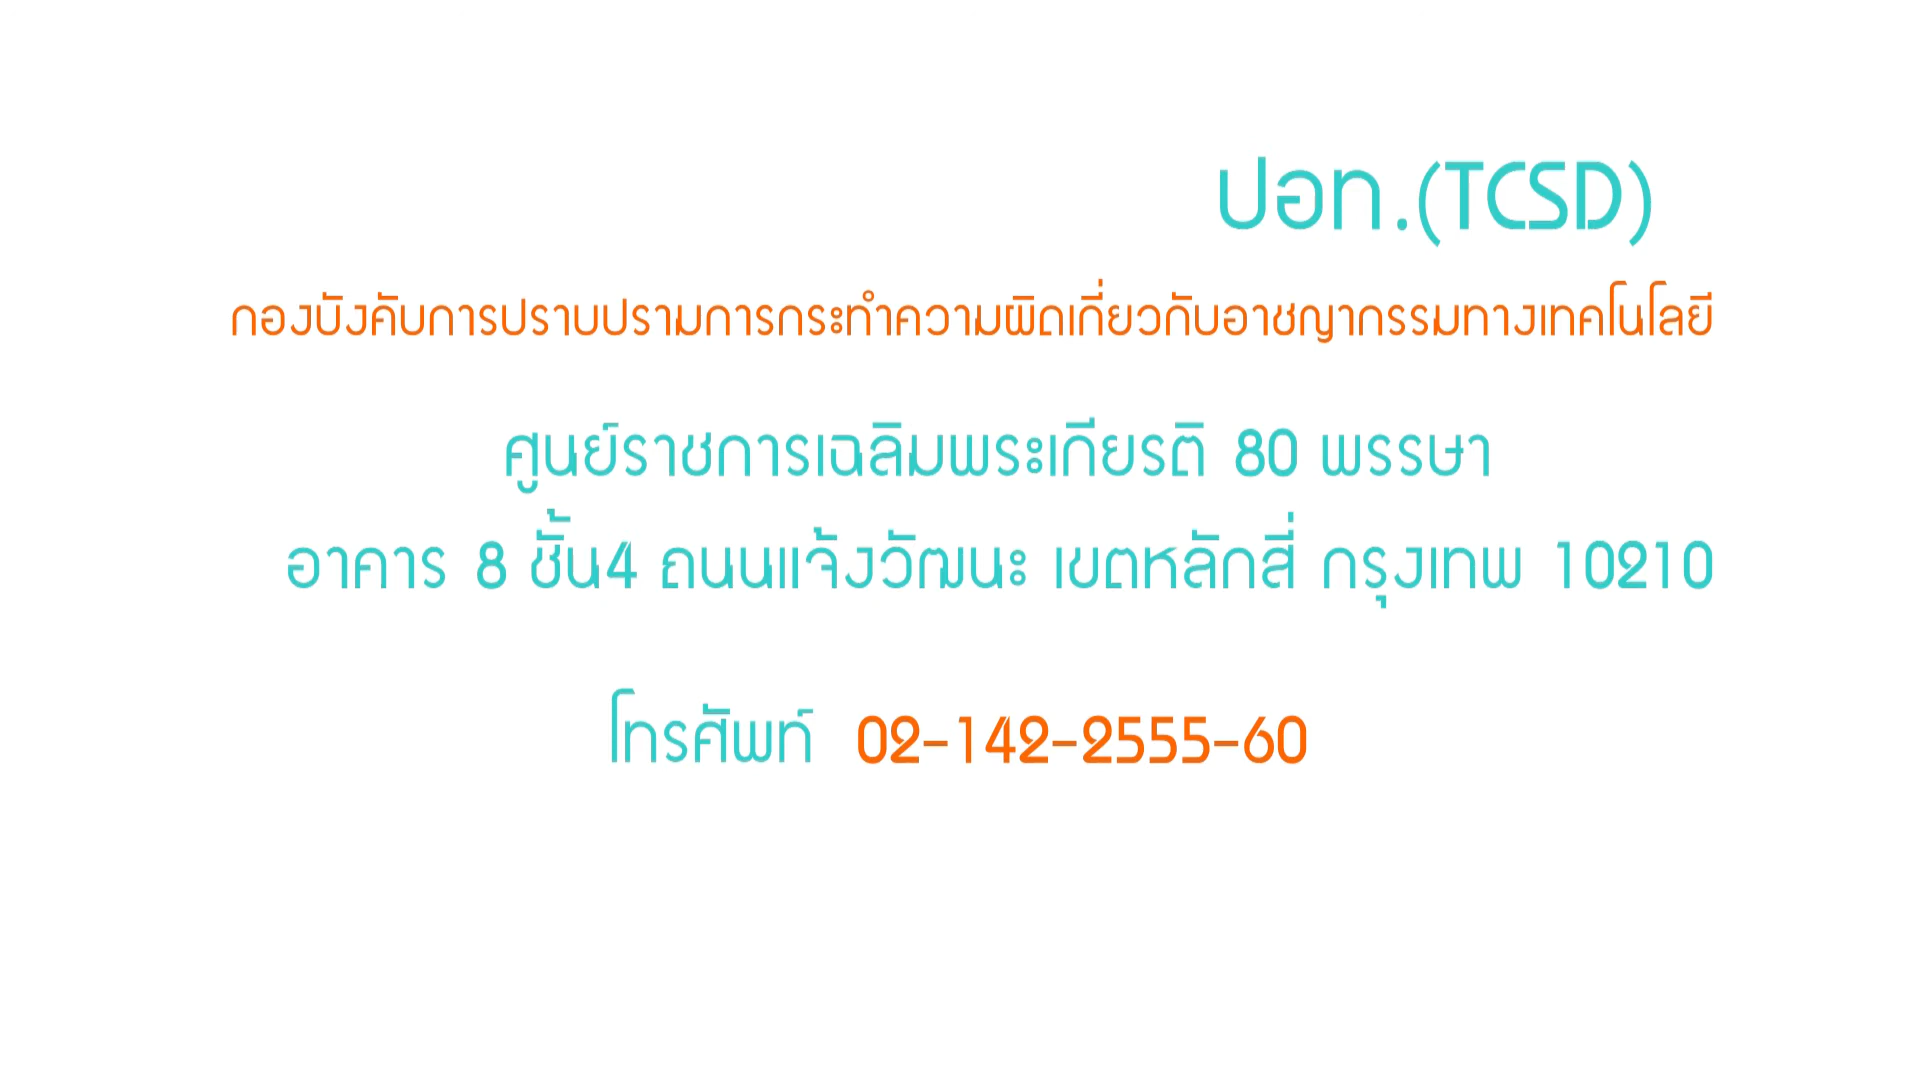 ปอท.(TCSD)
กองบังคับการปราบปรามการกระทำความผิดเกี่ยวกับอาชญากรรมทางเทคโนโลยี
ศูนย์ราชการเฉลิมพระเกียรติ 80 พรรษา
อาคาร 8 ชั้น4 ถนนแจ้งวัฒนะ เขตหลักสี่ กรุงเทพ 10210
โทรศัพท์ 02-142-2555-60